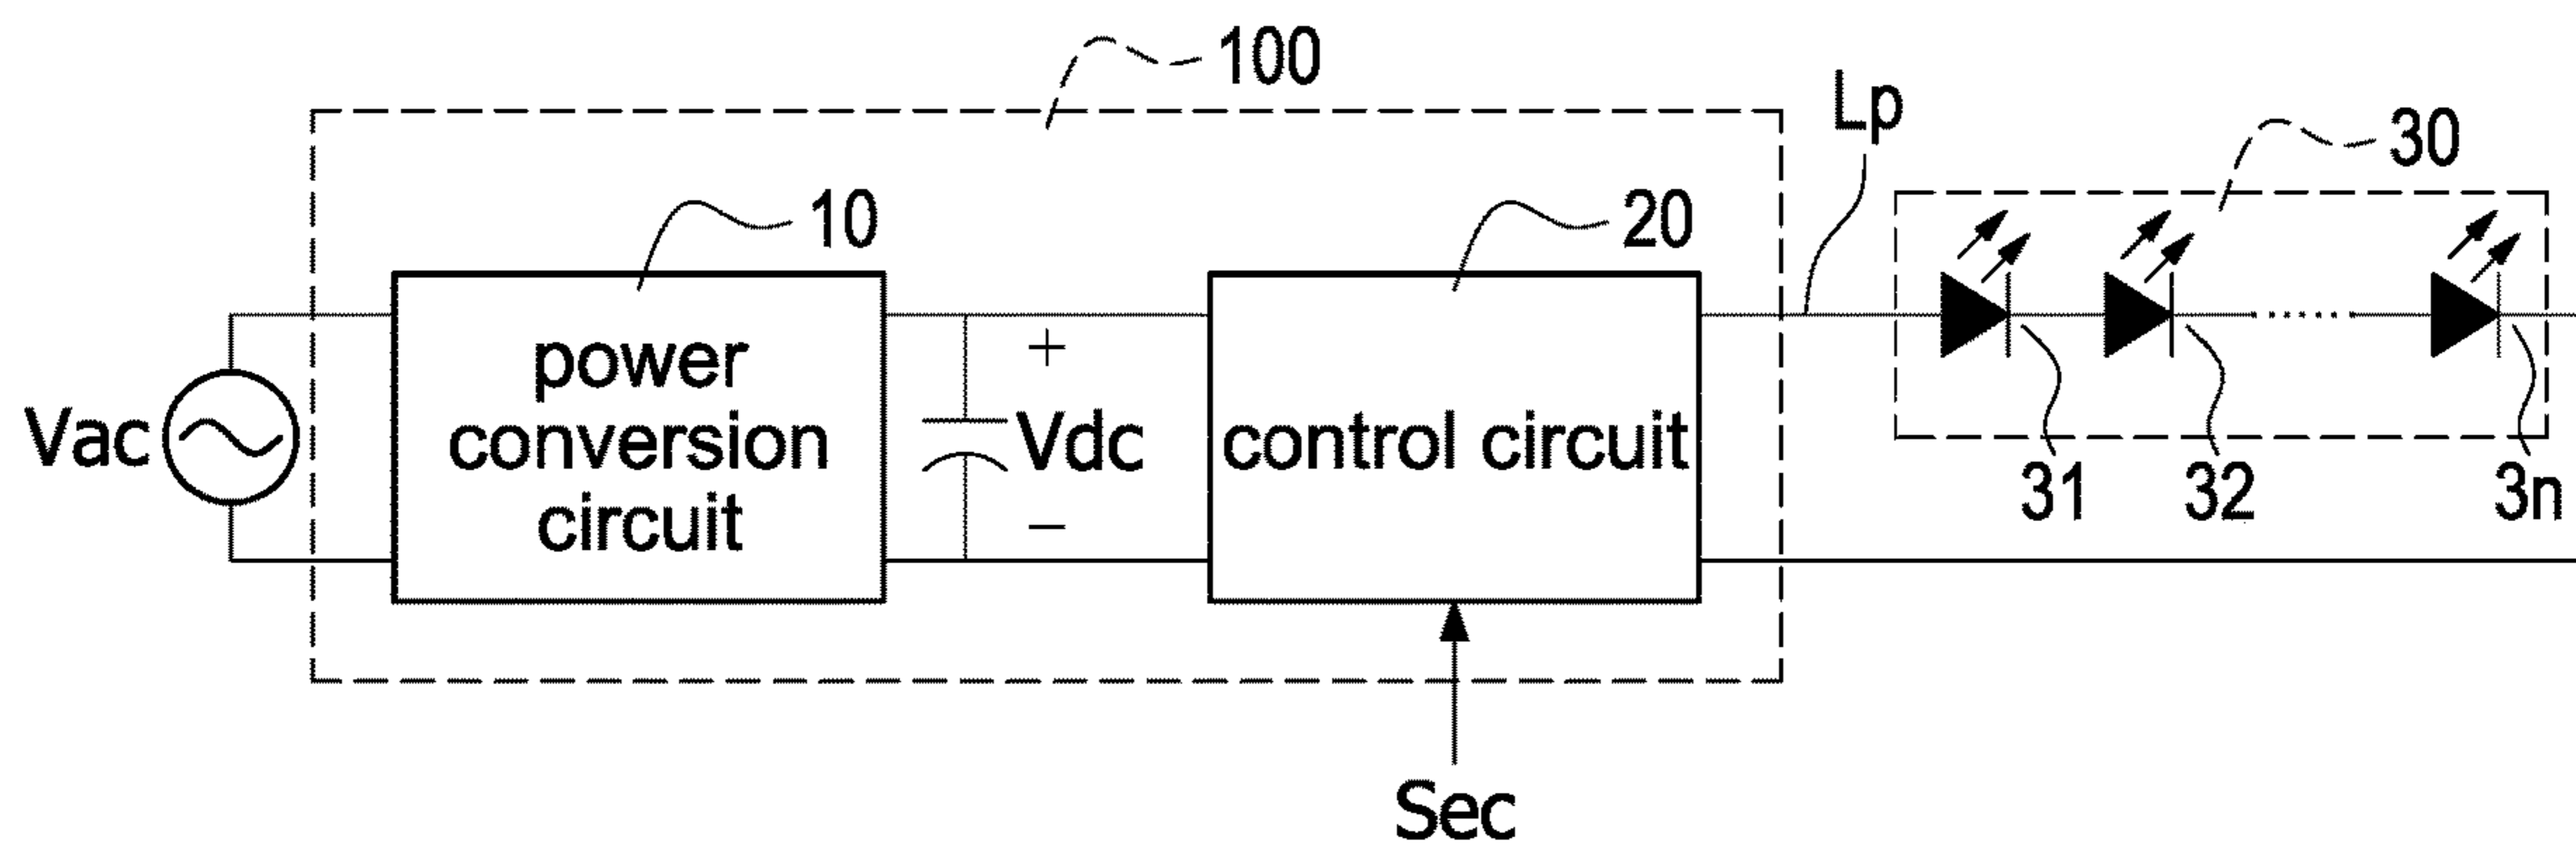 100
Lp
30
10
20
+
power
conversion
circuit
Vac
Vdc
control circuit
−
31
32
3n
Sec